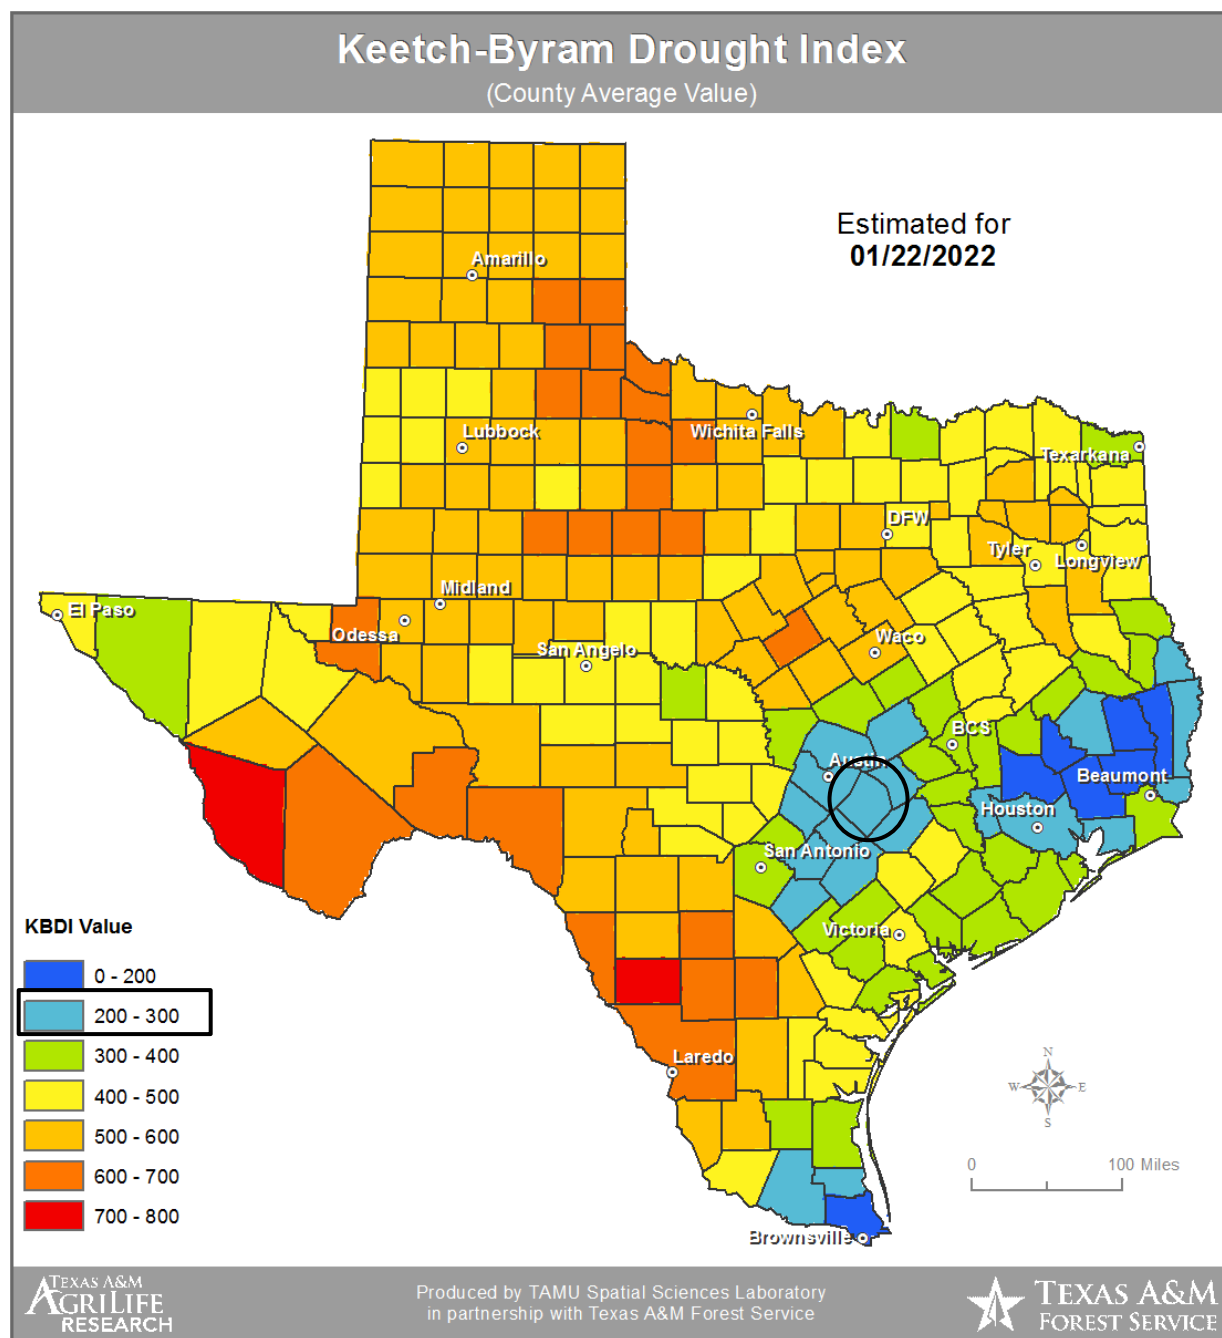 Keetch-Byram Drought Index
(County Average Value)
Estimated for
01/22/2022
Amarillo
Lubbock
Wichita Falls
Texarkana
DFW
Tyler
Longview
Midland
El Paso
Odessa
San Angelo
Waco
BCS
Austin
Beaumont
Houston
San Antonio
Victoria
Laredo
Brownsville
KBDI Value
0 - 200
200 - 300
300 - 400
400 - 500
500 - 600
600 - 700
700 - 800
N
W
E
S
0
100 Miles
TEXAS A&M
AGRILIFE
RESEARCH
Produced by TAMU Spatial Sciences Laboratory
in partnership with Texas A&M Forest Service
TEXAS A&M
FOREST SERVICE